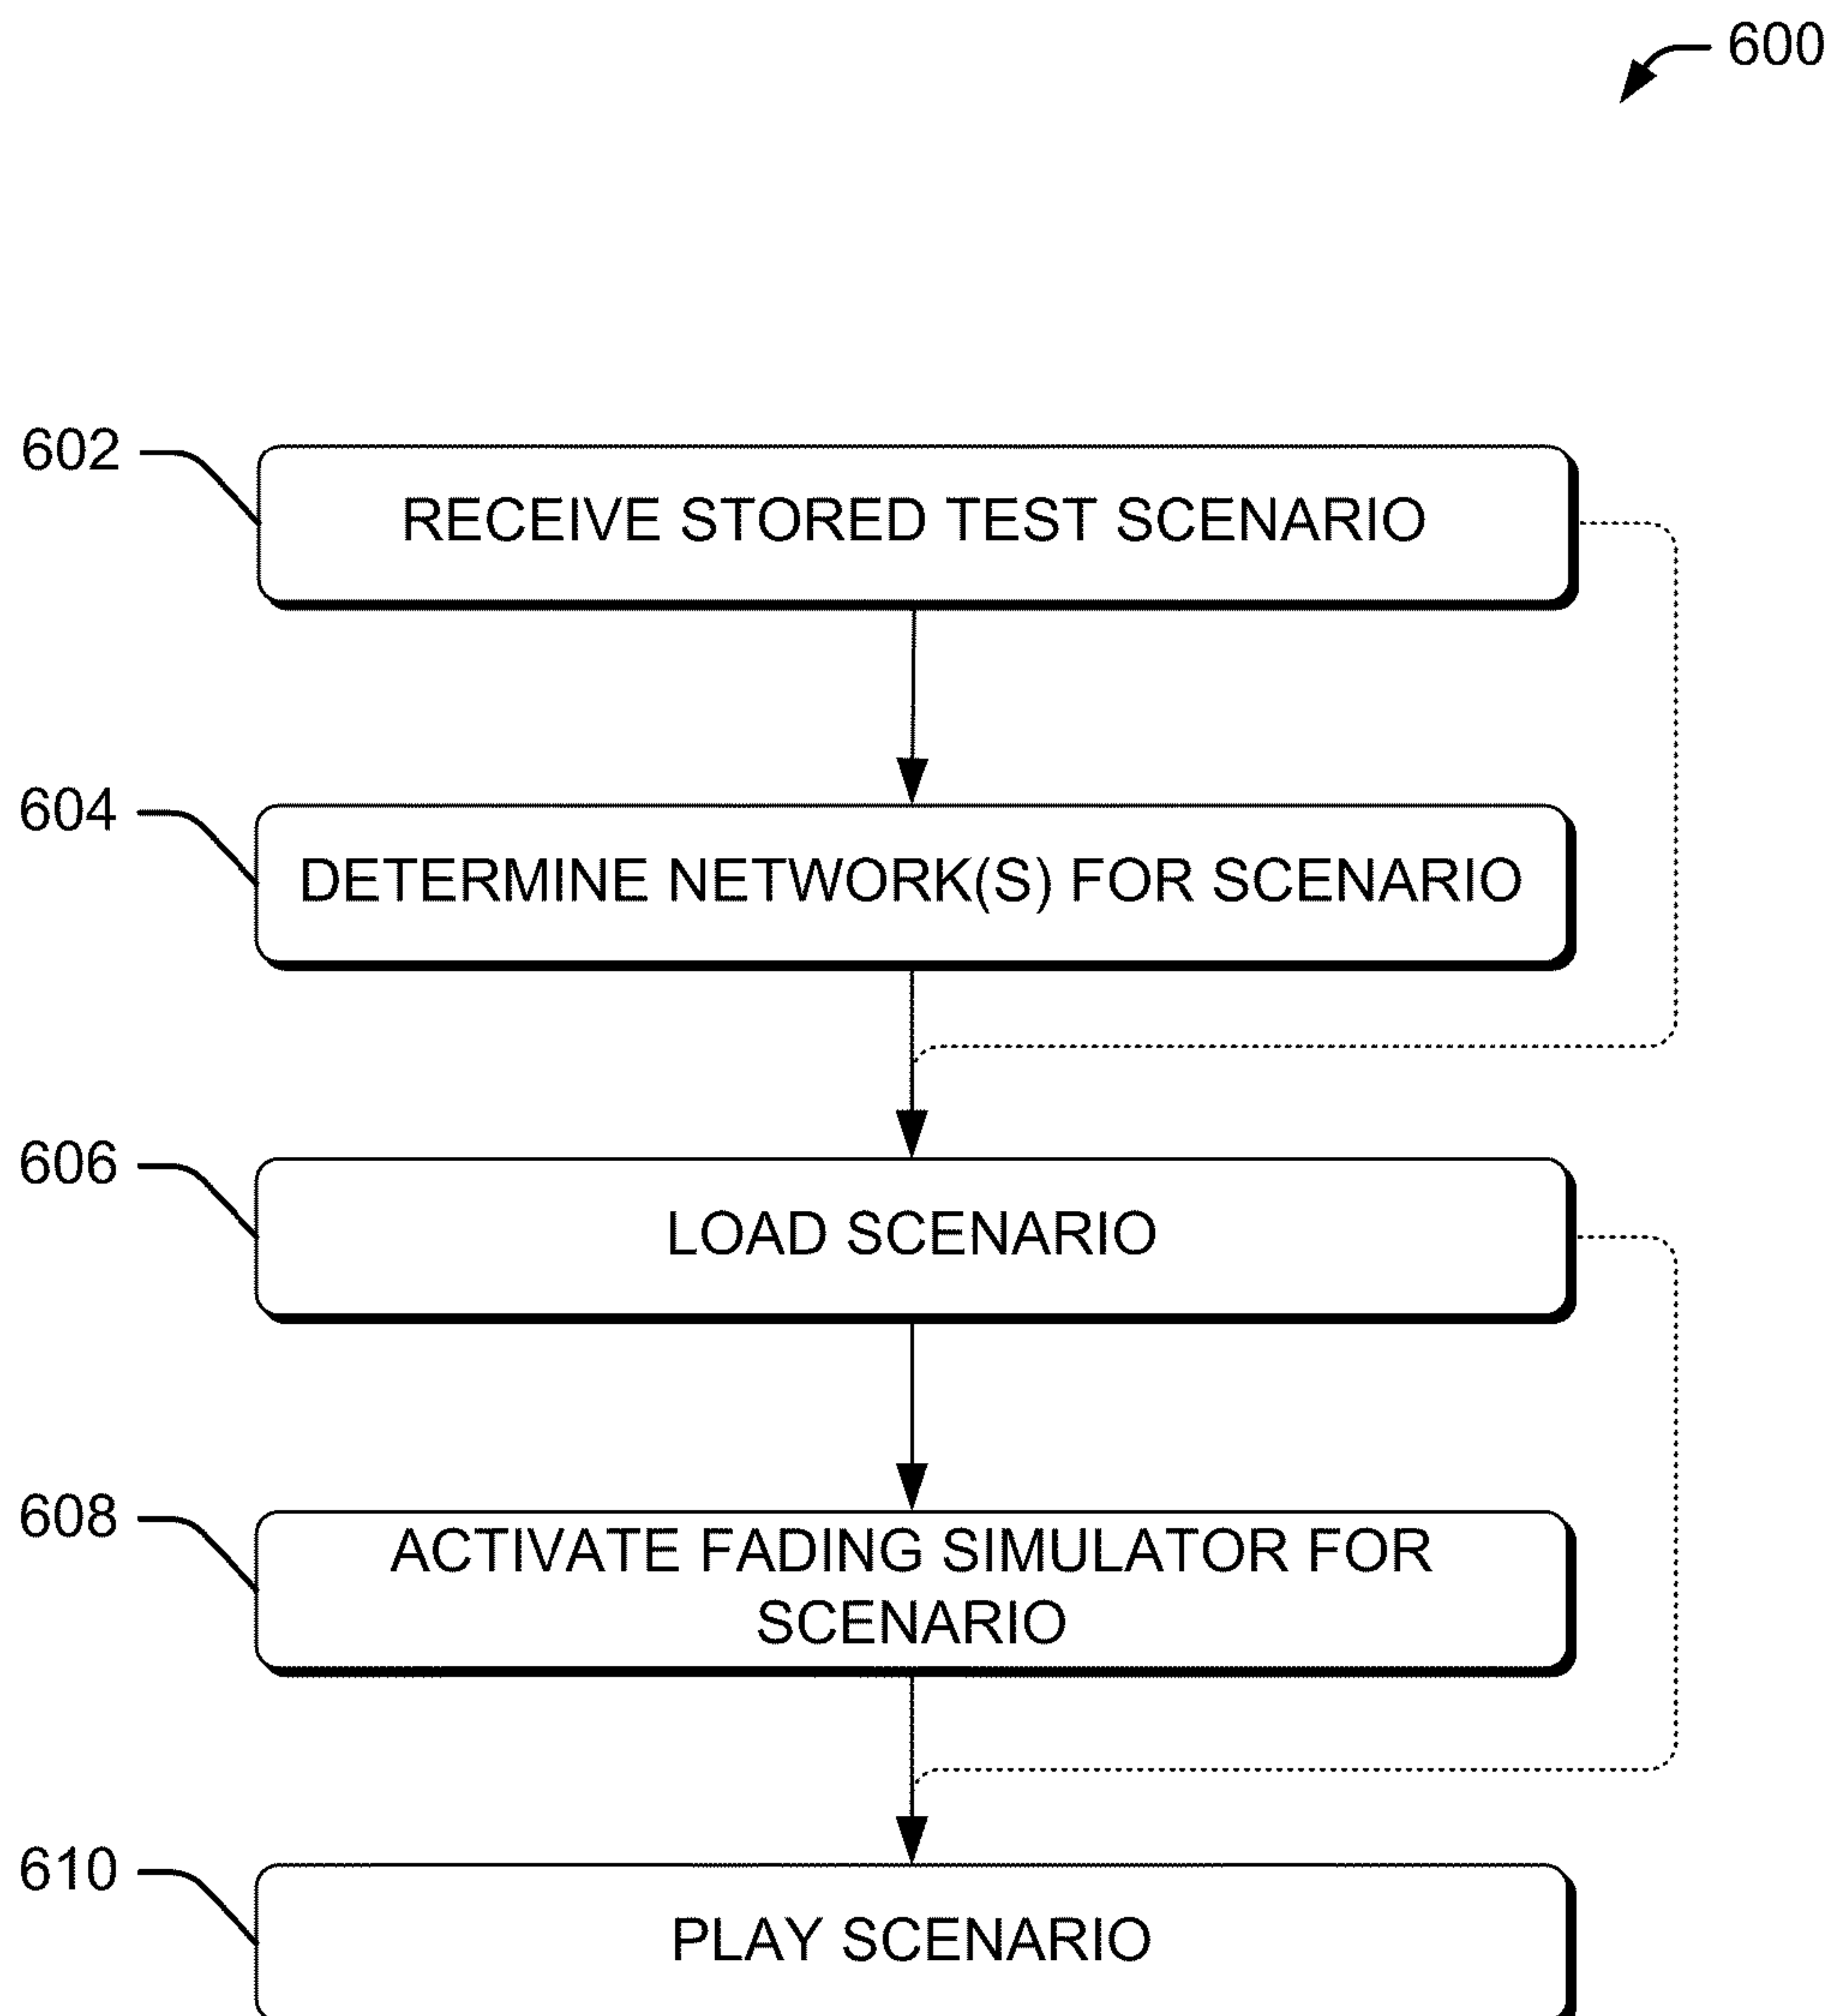 600
602
RECEIVE STORED TEST SCENARIO
604
DETERMINE NETWORK(S) FOR SCENARIO
606
LOAD SCENARIO
608
ACTIVATE FADING SIMULATOR FOR
SCENARIO
610
PLAY SCENARIO